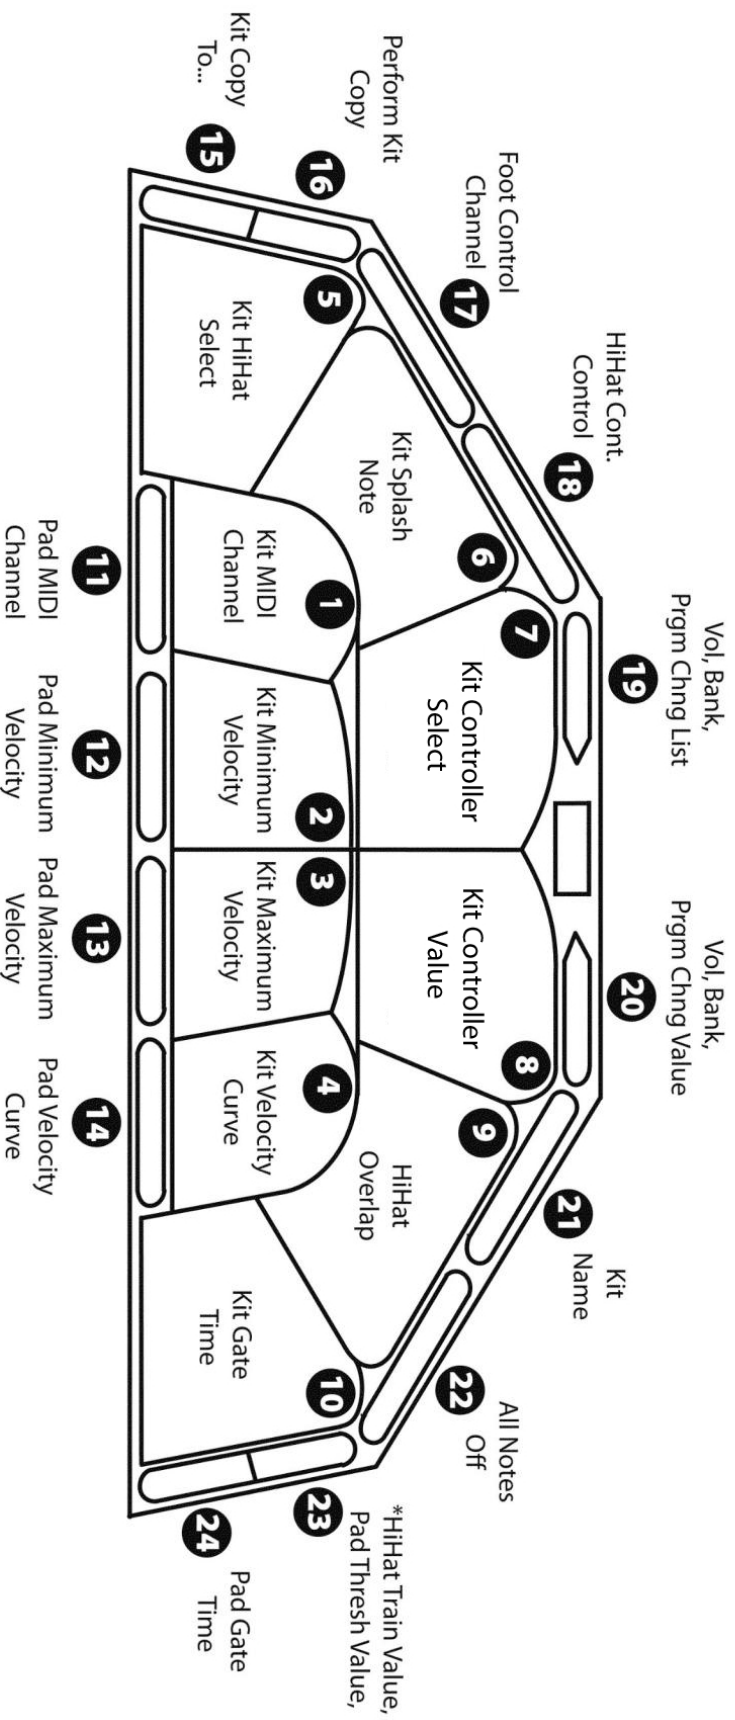 Vol, Bank,
Prgm Chng List
19
Vol, Bank,
Prgm Chng Value
20
HiHat Cont.
Control
18
Kit
Name
21
Foot Control
Channel
17
All Notes
Off
22
Perform Kit
Copy
16
*HiHat Train Value,
Pad Thresh Value,
23
Kit Copy
To...
15
Pad Gate
Time
24
7
Kit Controller
Select
8
Kit Controller
Value
6
Kit Splash
Note
9
HiHat
Overlap
5
Kit HiHat
Select
1
Kit MIDI
Channel
2
Kit Minimum
Velocity
3
Kit Maximum
Velocity
4
Kit Velocity
Curve
10
Kit Gate
Time
11
Pad MIDI
Channel
12
Pad Minimum
Velocity
13
Pad Maximum
Velocity
14
Pad Velocity
Curve